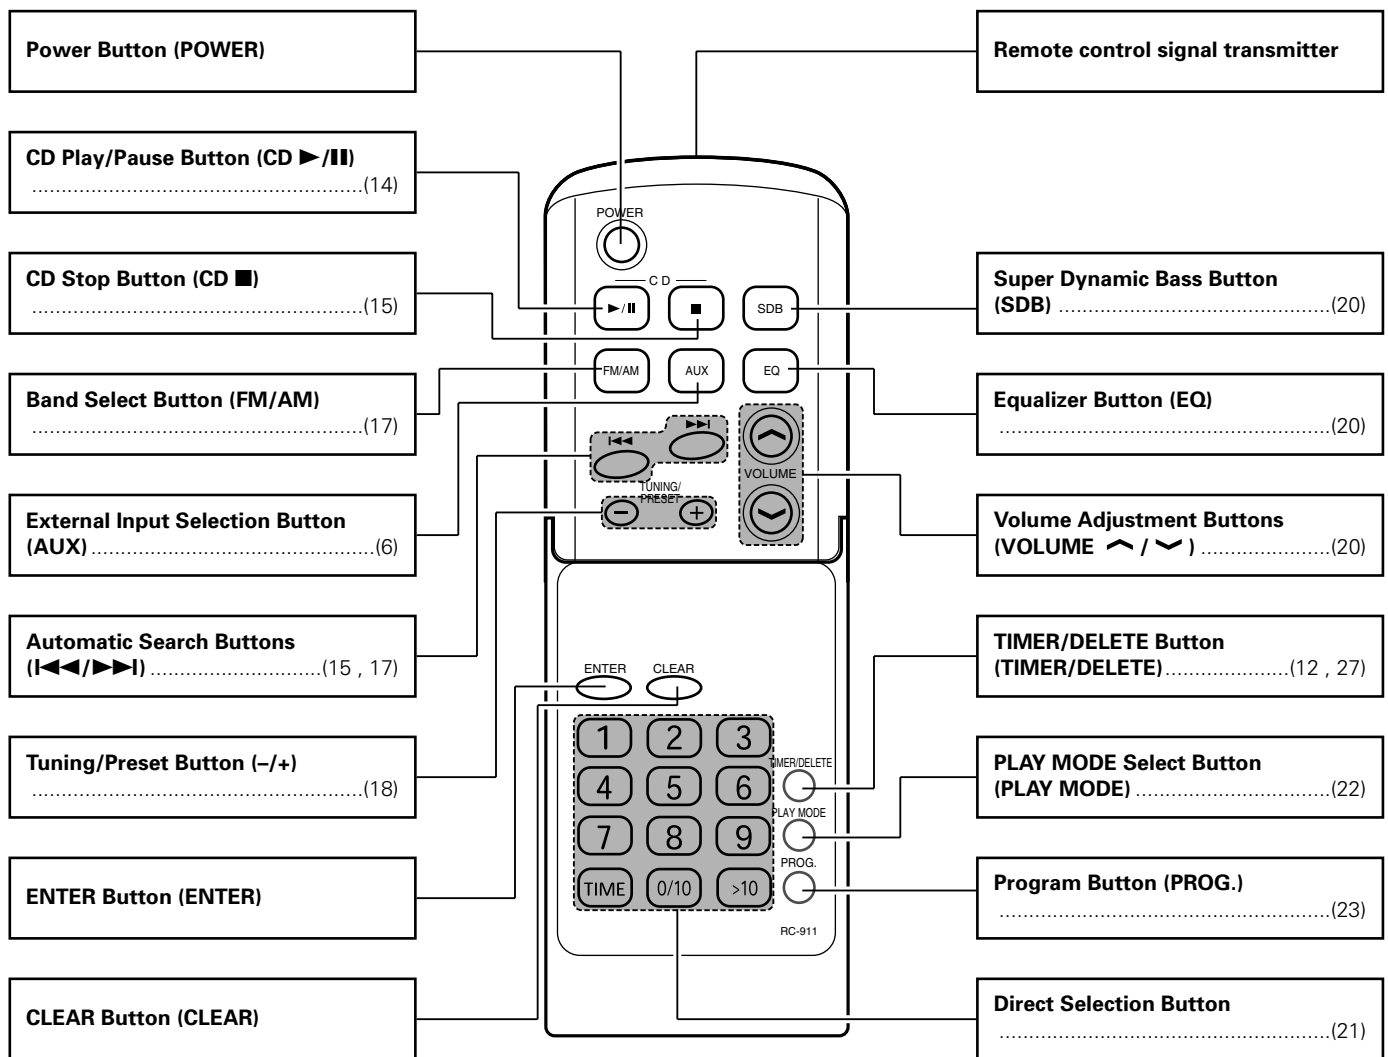 Power Button (POWER)
CD Play/Pause Button (CD ►/II)
........................................................(14)
CD Stop Button (CD ■)
........................................................(15)
Band Select Button (FM/AM)
........................................................(17)
External Input Selection Button
(AUX)................................................(6)
Automatic Search Buttons
(I◄◄/►►I).............................(15 , 17)
Tuning/Preset Button (–/+)
........................................................(18)
ENTER Button (ENTER)
CLEAR Button (CLEAR)
POWER
CD
►/II
■
SDB
FM/AM
AUX
EQ
I◄◄
►►I
VOLUME
TUNING/
PRESET
–
+
ENTER
CLEAR
1
2
3
TIMER/DELETE
4
5
6
PLAY MODE
7
8
9
PROG.
TIME
0/10
>10
RC-911
Remote control signal transmitter
Super Dynamic Bass Button
(SDB) ..............................................(20)
Equalizer Button (EQ)
........................................................(20)
Volume Adjustment Buttons
(VOLUME ︿ / ﹀ ) ......................(20)
TIMER/DELETE Button
(TIMER/DELETE).....................(12 , 27)
PLAY MODE Select Button
(PLAY MODE) .................................(22)
Program Button (PROG.)
........................................................(23)
Direct Selection Button
........................................................(21)